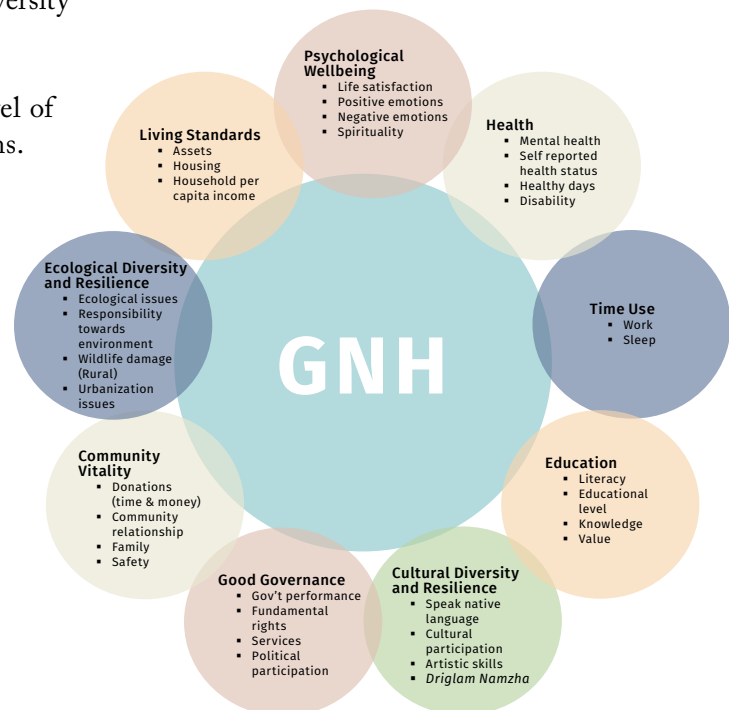 el of
Psychological
Wellbeing
▪ Life satisfaction
▪ Positive emotions
▪ Negative emotions
▪ Spirituality
Health
▪ Mental health
▪ Self reported
health status
▪ Healthy days
▪ Disability
Time Use
▪ Work
▪ Sleep
Education
▪ Literacy
▪ Educational
level
▪ Knowledge
▪ Value
Cultural Diversity
and Resilience
▪ Speak native
language
▪ Cultural
participation
▪ Artistic skills
▪ Driglam Namzha
Good Governance
▪ Gov't performance
▪ Fundamental
rights
▪ Services
▪ Political
participation
Community
Vitality
▪ Donations
(time & money)
▪ Community
relationship
▪ Family
▪ Safety
Ecological Diversity
and Resilience
▪ Ecological issues
▪ Responsibility
towards
environment
▪ Wildlife damage
(Rural)
▪ Urbanization
issues
Living Standards
▪ Assets
▪ Housing
▪ Household per
capita income
GNH